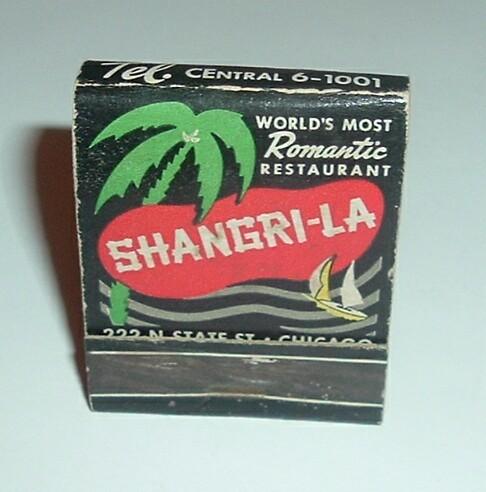 Tel. CENTRAL 6-1001
WORLD'S MOST
Romantic
RESTAURANT
SHANGRI-LA
222 N STATE ST • CHICAGO